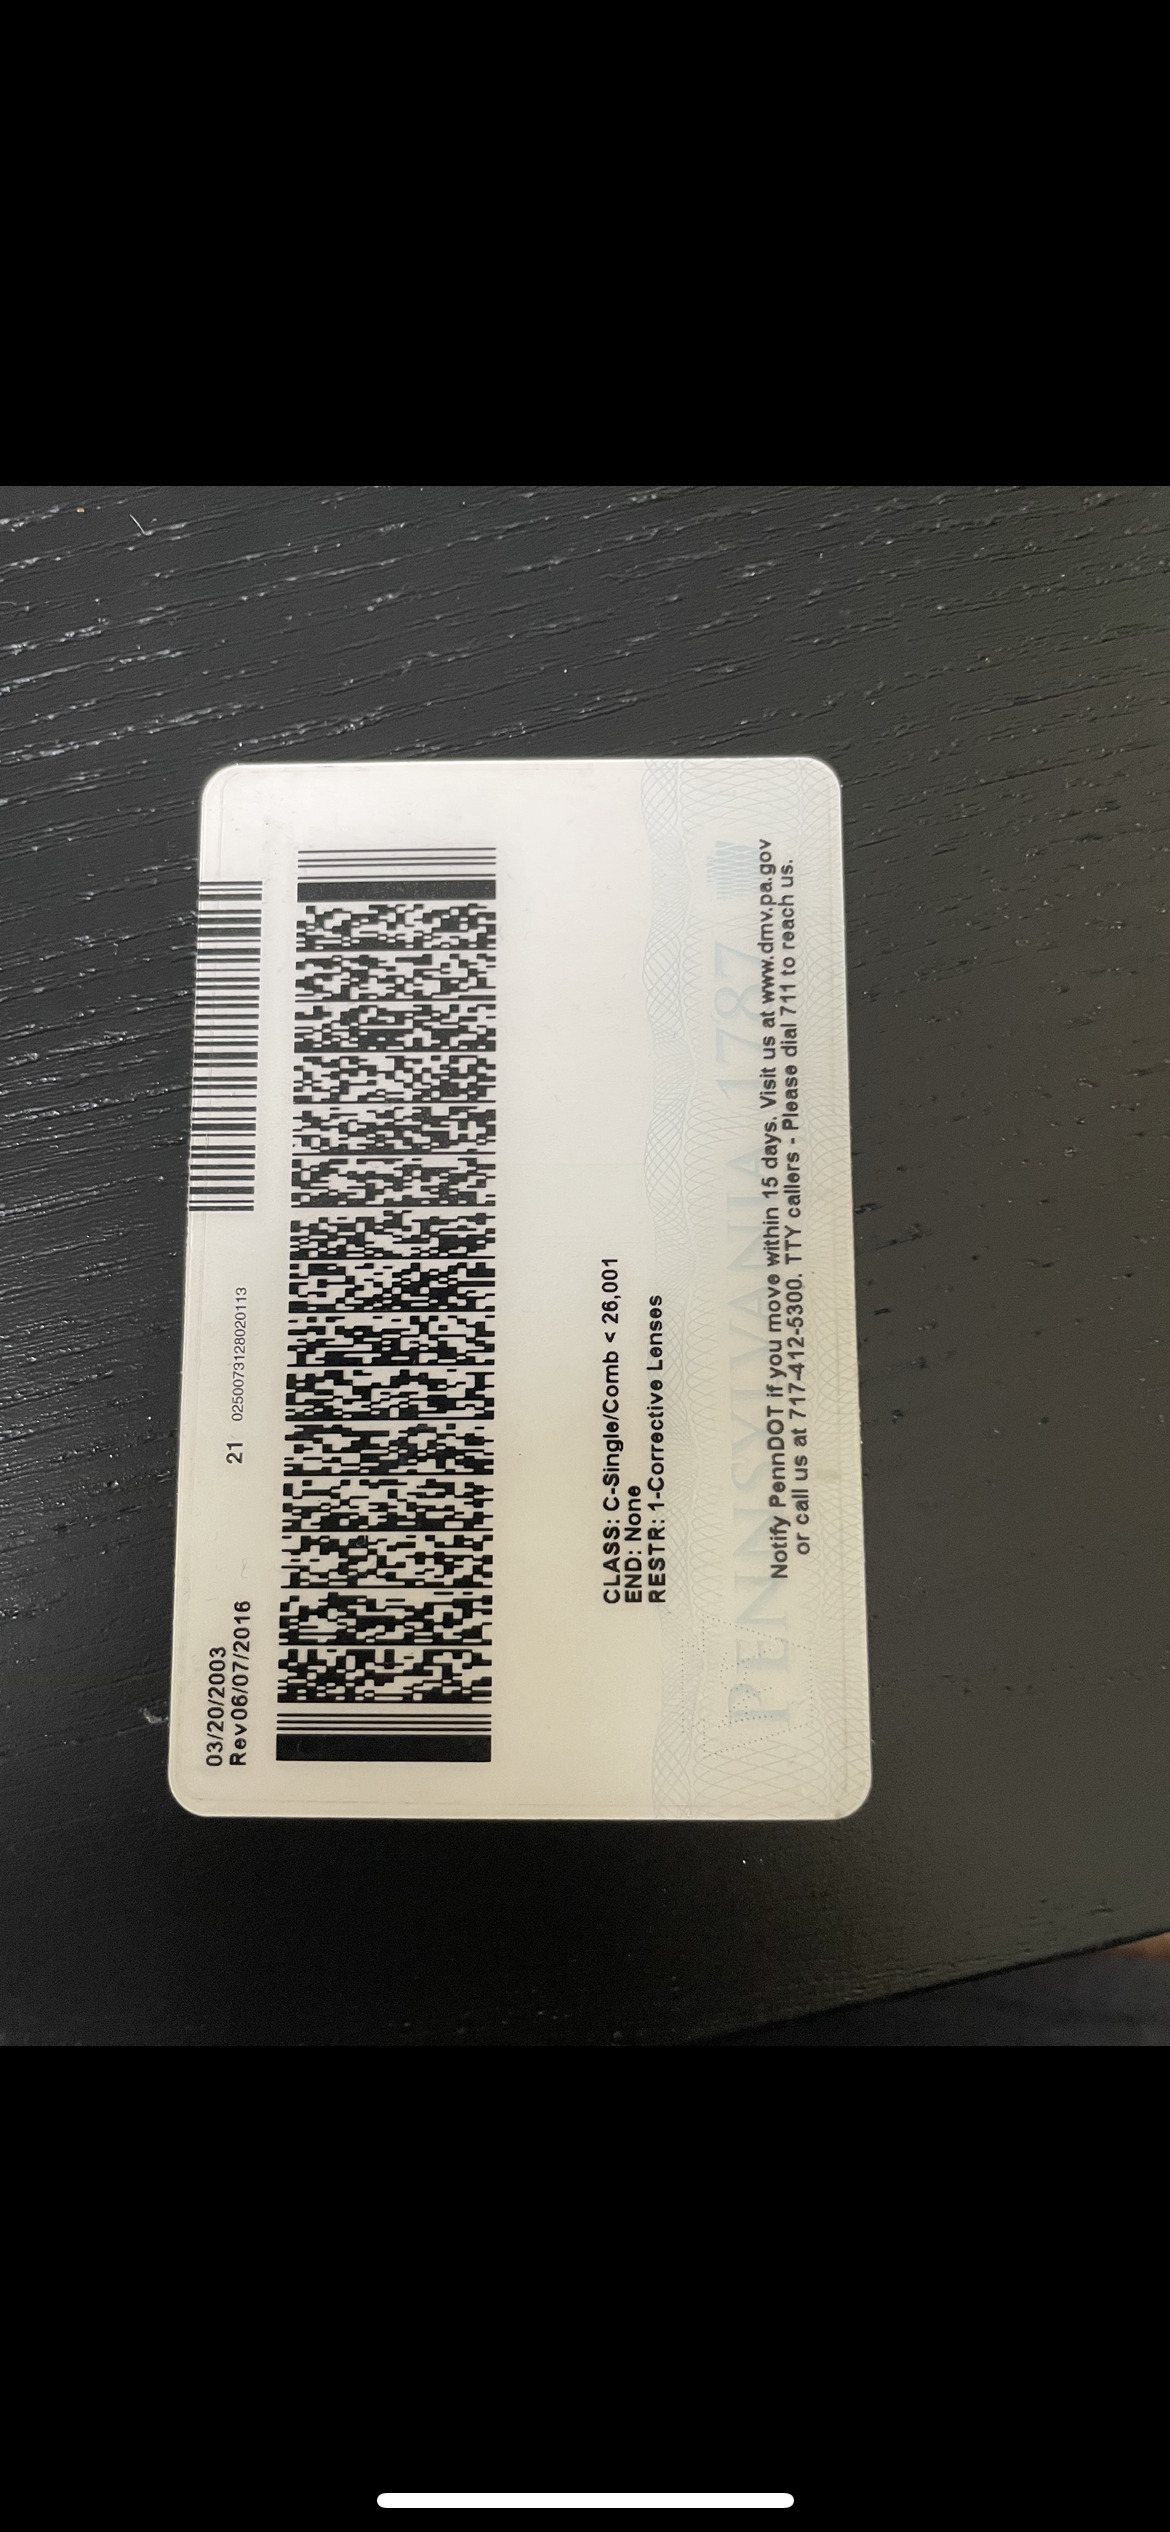 03/20/2003
Rev 06/07/2016
21 0250073128020113
CLASS: C-Single/Comb < 26,001
END: None
RESTR: 1-Corrective Lenses
PENNSYLVANIA 1787
Notify PennDOT if you move within 15 days. Visit us at www.dmv.pa.gov
or call us at 717-412-5300. TTY callers - Please dial 711 to reach us.